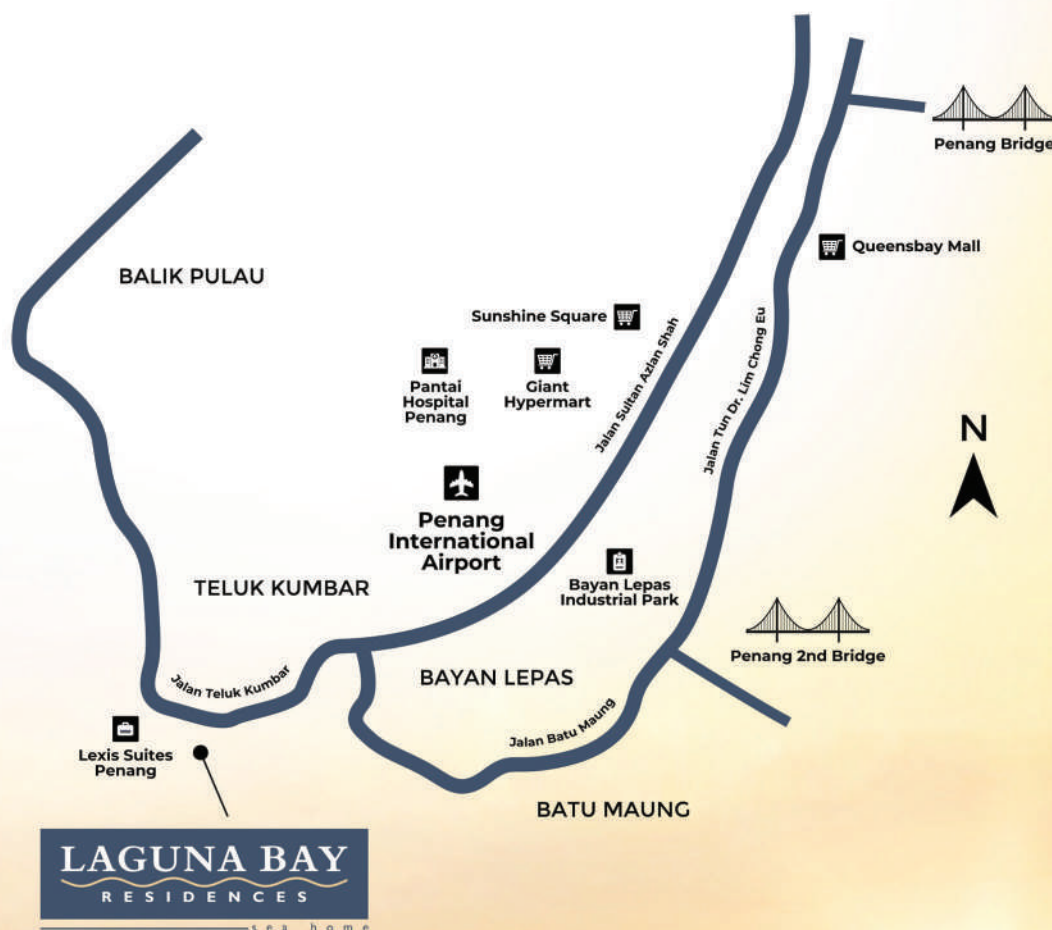 Penang Bridge
Queensbay Mall
BALIK PULAU
Sunshine Square
Jalan Sultan Azlan Shah
Jalan Tun Dr. Lim Chong Eu
Pantai
Hospital
Penang
Giant
Hypermart
N
Penang
International
Airport
Bayan Lepas
Industrial Park
TELUK KUMBAR
Penang 2nd Bridge
Jalan Teluk Kumbar
BAYAN LEPAS
Jalan Batu Maung
Lexis Suites
Penang
BATU MAUNG
LAGUNA BAY
RESIDENCES
sea home